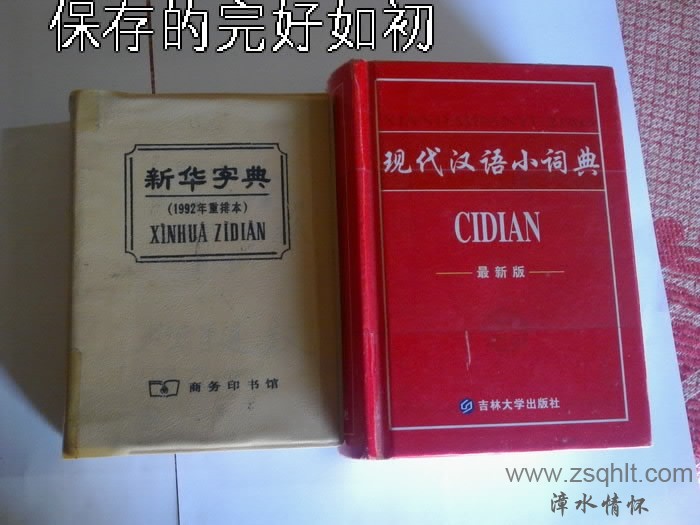 保存的完好如初
新华字典
(1992年重排本)
XĪNHUÁ ZÌDIǍN
商务印书馆
现代汉语小词典
CIDIAN
最新版
吉林大学出版社
www.zsqhlt.com
漳水情怀